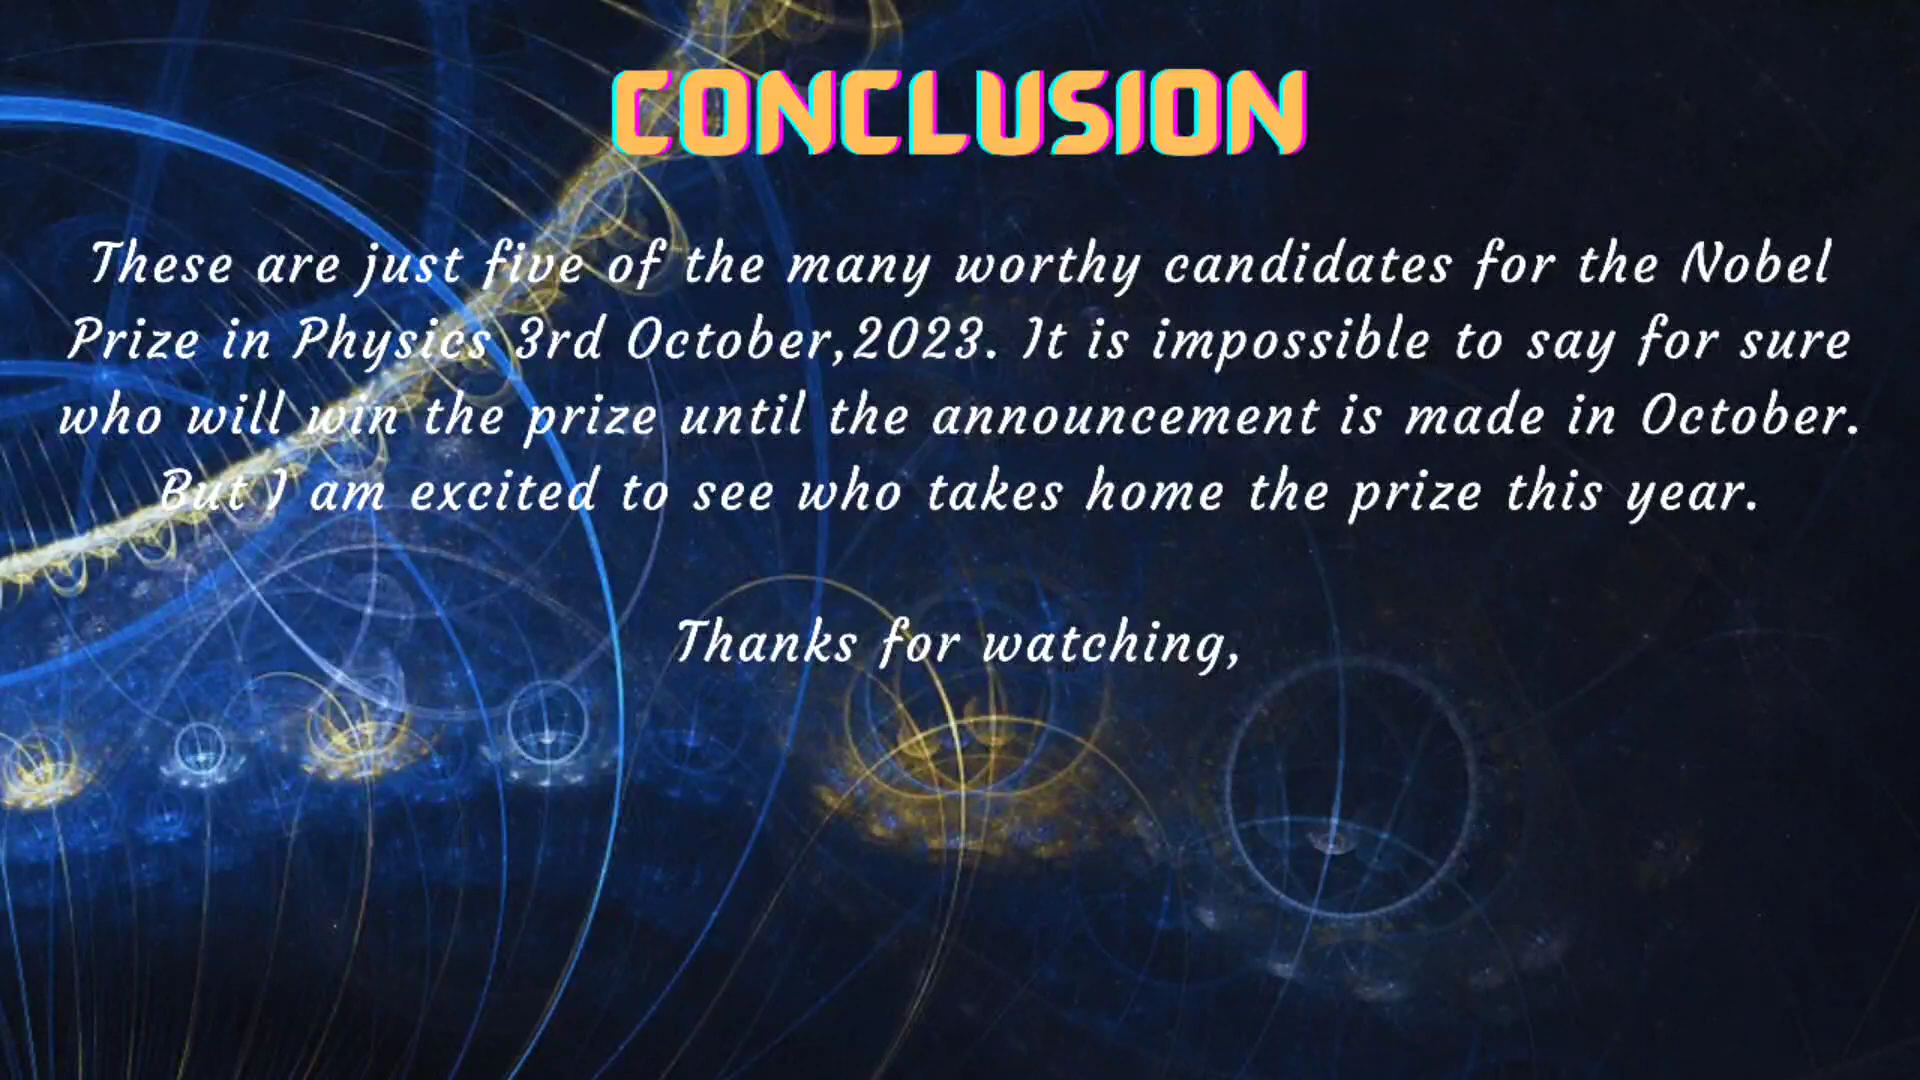 CONCLUSION
These are just five of the many worthy candidates for the Nobel
Prize in Physics 3rd October,2023. It is impossible to say for sure
who will win the prize until the announcement is made in October.
But I am excited to see who takes home the prize this year.
Thanks for watching,